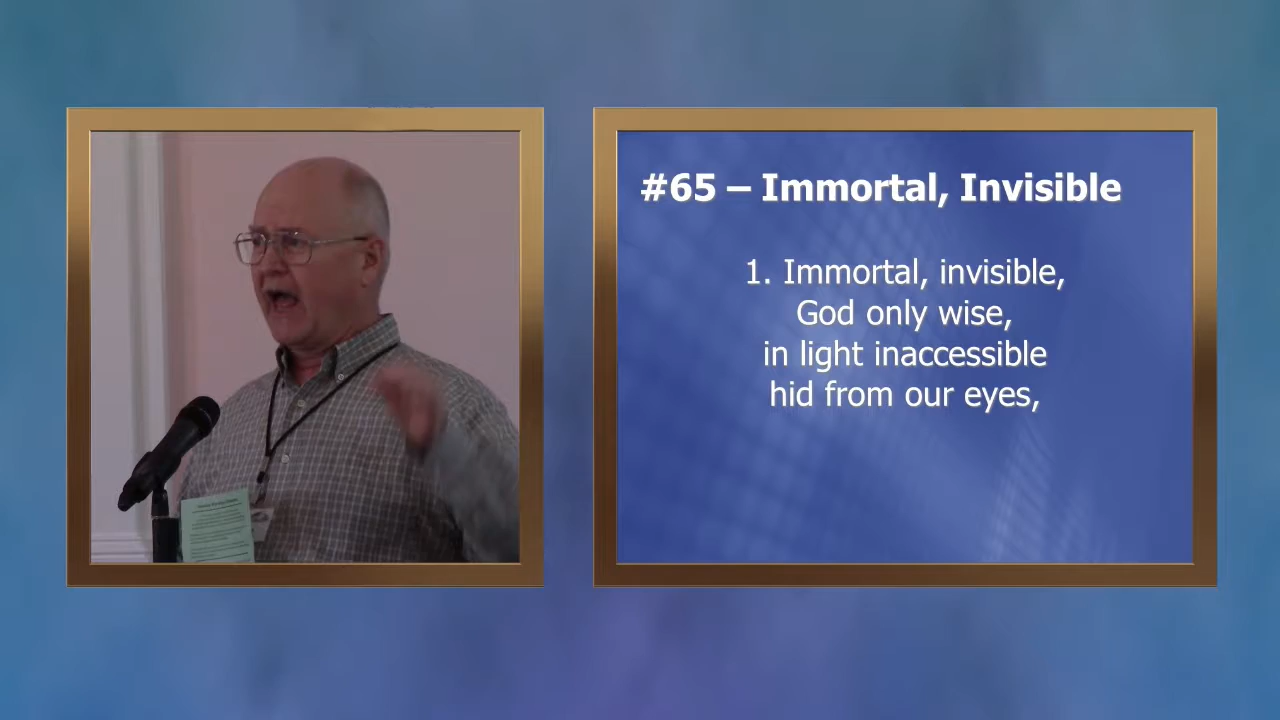 #65 – Immortal, Invisible
1. Immortal, invisible,
God only wise,
in light inaccessible
hid from our eyes,